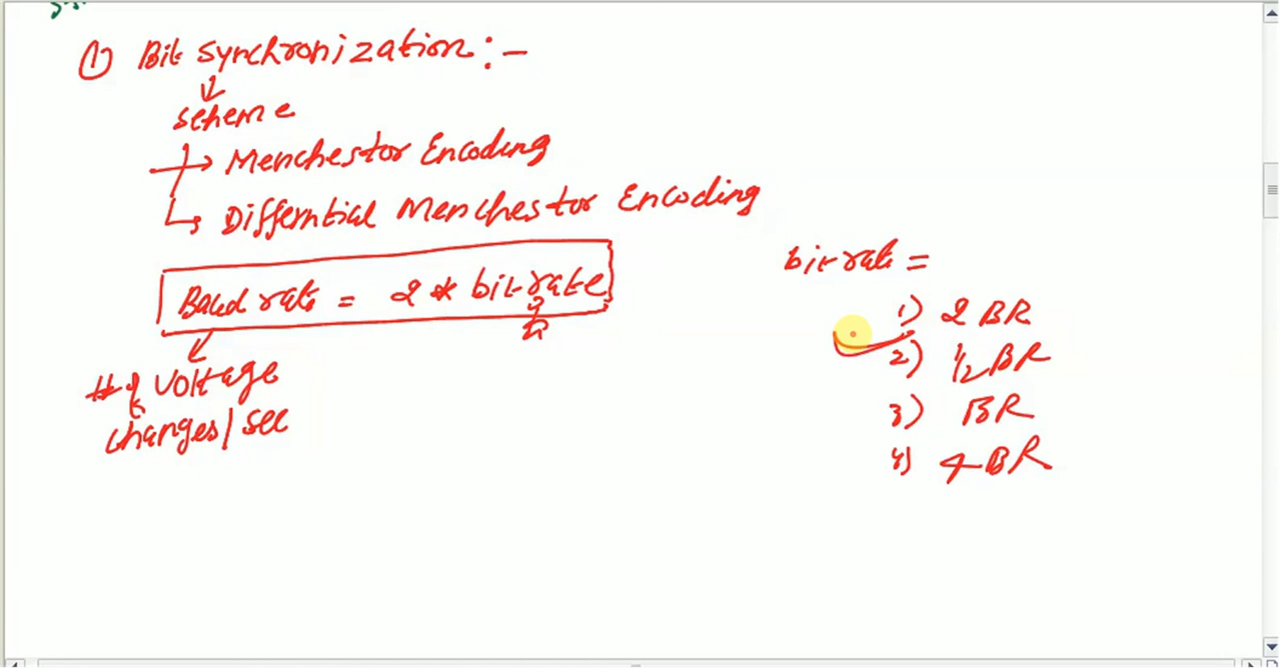 ① Bit synchronization :-
scheme
Menchestor Encoding
Differntial Menchestor Encoding
Baud rate = 2 * bit rate
# of voltage
changes/sec
bit rate =
1) 2 BR
2) 1/2 BR
3) BR
4) 4 BR